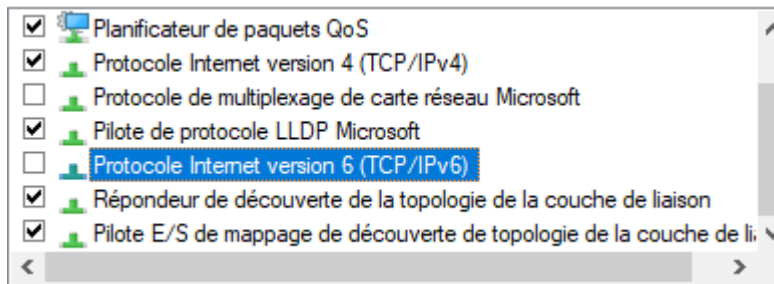 Planificateur de paquets QoS
Protocole Internet version 4 (TCP/IPv4)
Protocole de multiplexage de carte réseau Microsoft
Pilote de protocole LLDP Microsoft
Protocole Internet version 6 (TCP/IPv6)
Répondeur de découverte de la topologie de la couche de liaison
Pilote E/S de mappage de découverte de topologie de la couche de